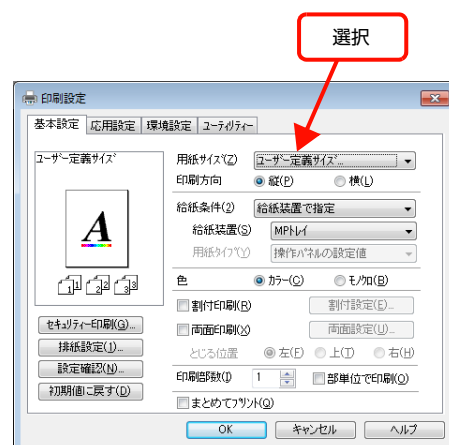 選択
印刷設定
基本設定 応用設定 環境設定 ユーティリティー
ユーザー定義サイズ
用紙サイズ(Z) ユーザー定義サイズ...
印刷方向 縦(P) 横(L)
給紙条件(2) 給紙装置で指定
給紙装置(S) MPトレイ
用紙タイプ(Y) 操作パネルの設定値
A
1 1 2 2 3 3
色 カラー(C) モノクロ(B)
割付印刷(R) 割付設定(E)...
セキュリティー印刷(G)... 両面印刷(X) 両面設定(U)...
排紙設定(1)... とじる位置 左(F) 上(T) 右(H)
設定確認(N)... 印刷部数(I) 1 部単位で印刷(O)
初期値に戻す(D) まとめてプリント(Q)
OK キャンセル ヘルプ